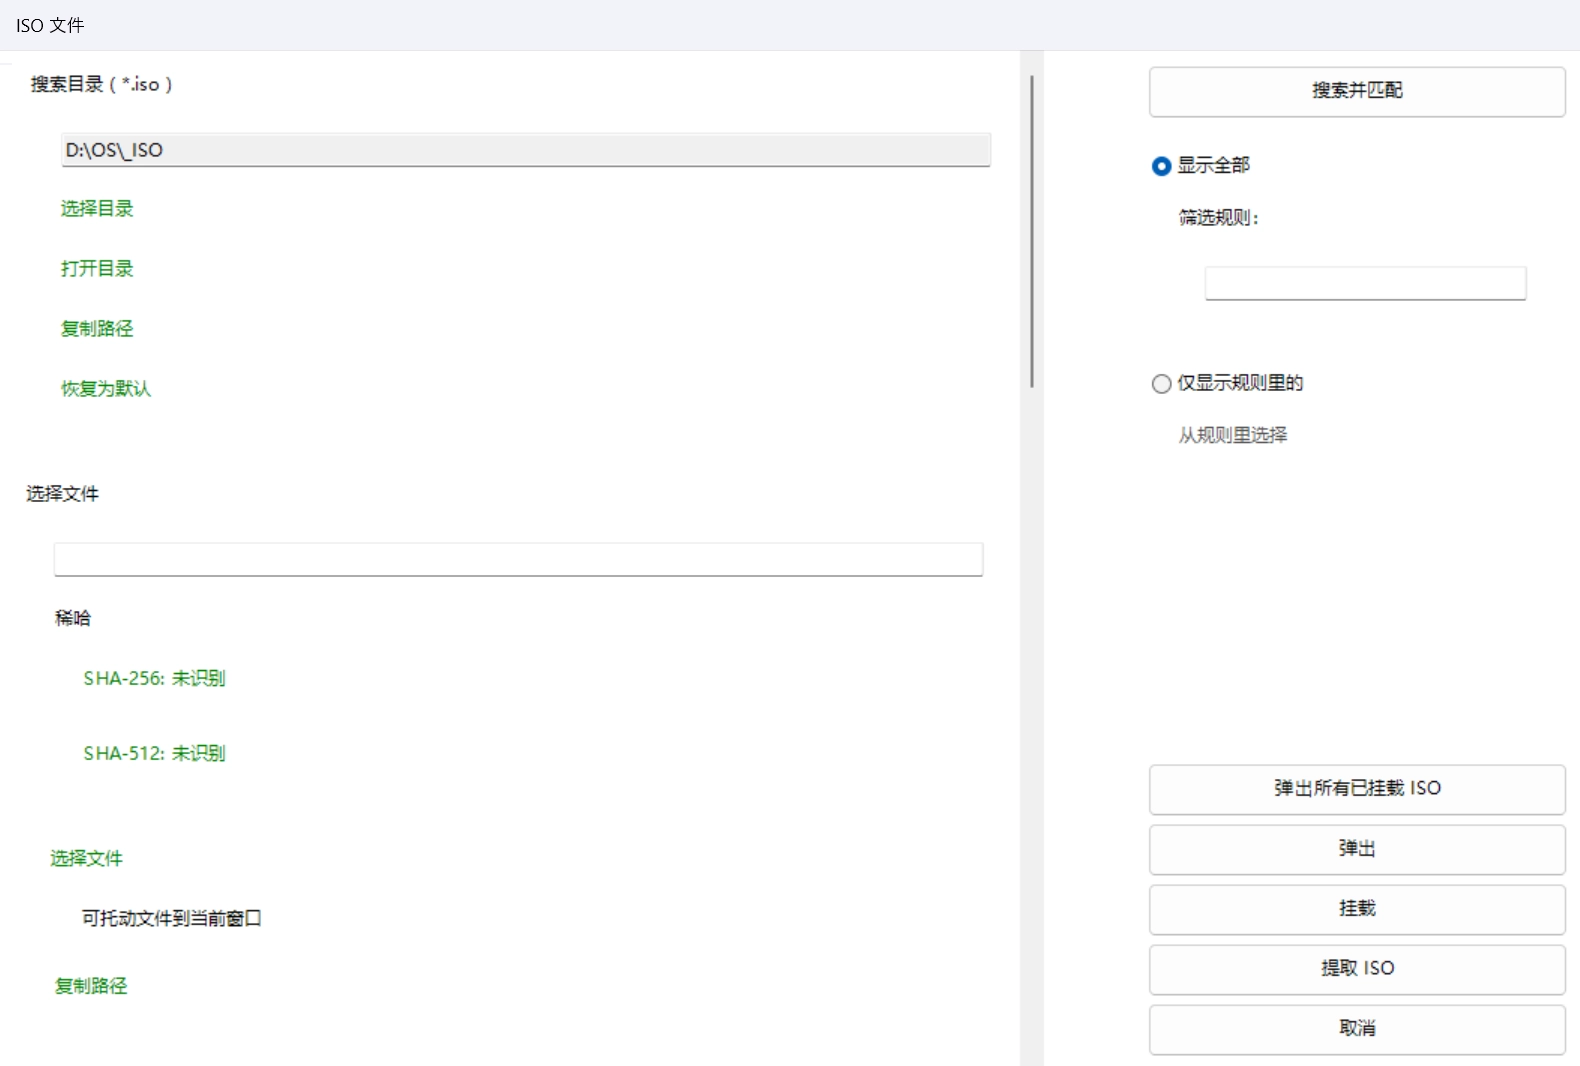 ISO 文件
搜索目录 ( *.iso )
D:\OS\_ISO
选择目录
打开目录
复制路径
恢复为默认
选择文件
稀哈
SHA-256: 未识别
SHA-512: 未识别
选择文件
可托动文件到当前窗口
复制路径
搜索并匹配
显示全部
筛选规则:
仅显示规则里的
从规则里选择
弹出所有已挂载 ISO
弹出
挂载
提取 ISO
取消